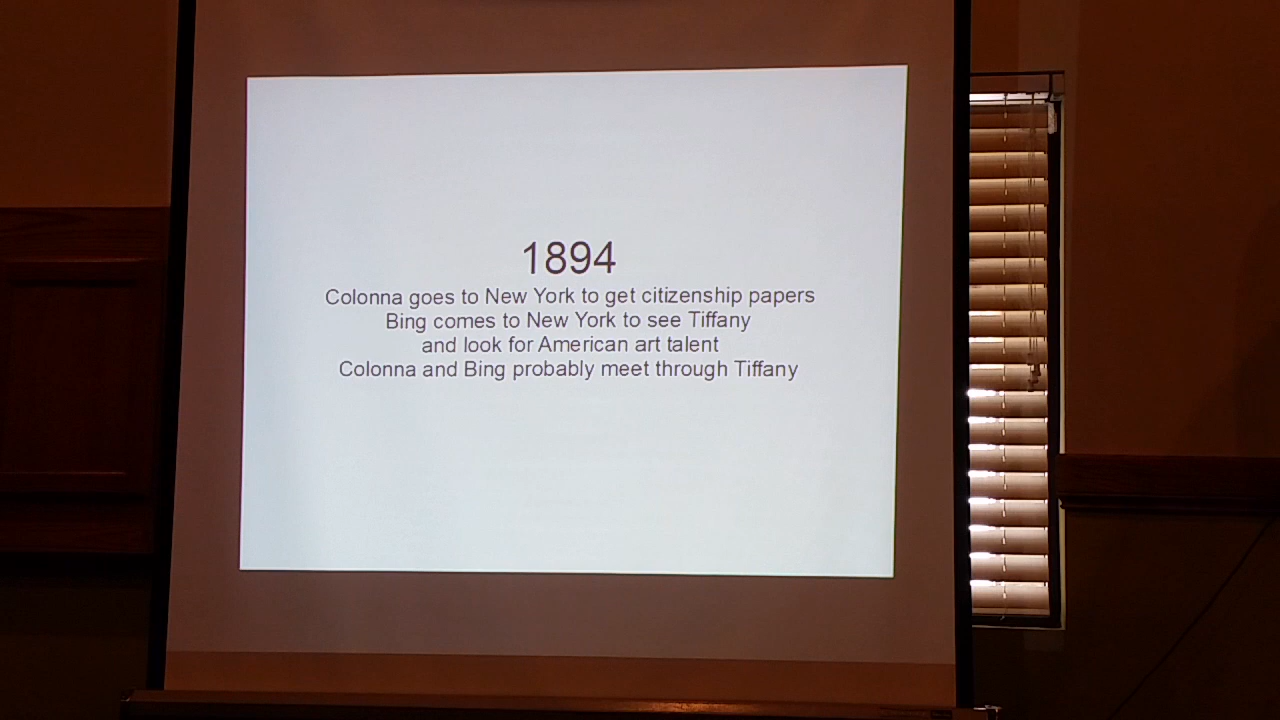 1894
Colonna goes to New York to get citizenship papers
Bing comes to New York to see Tiffany
and look for American art talent
Colonna and Bing probably meet through Tiffany